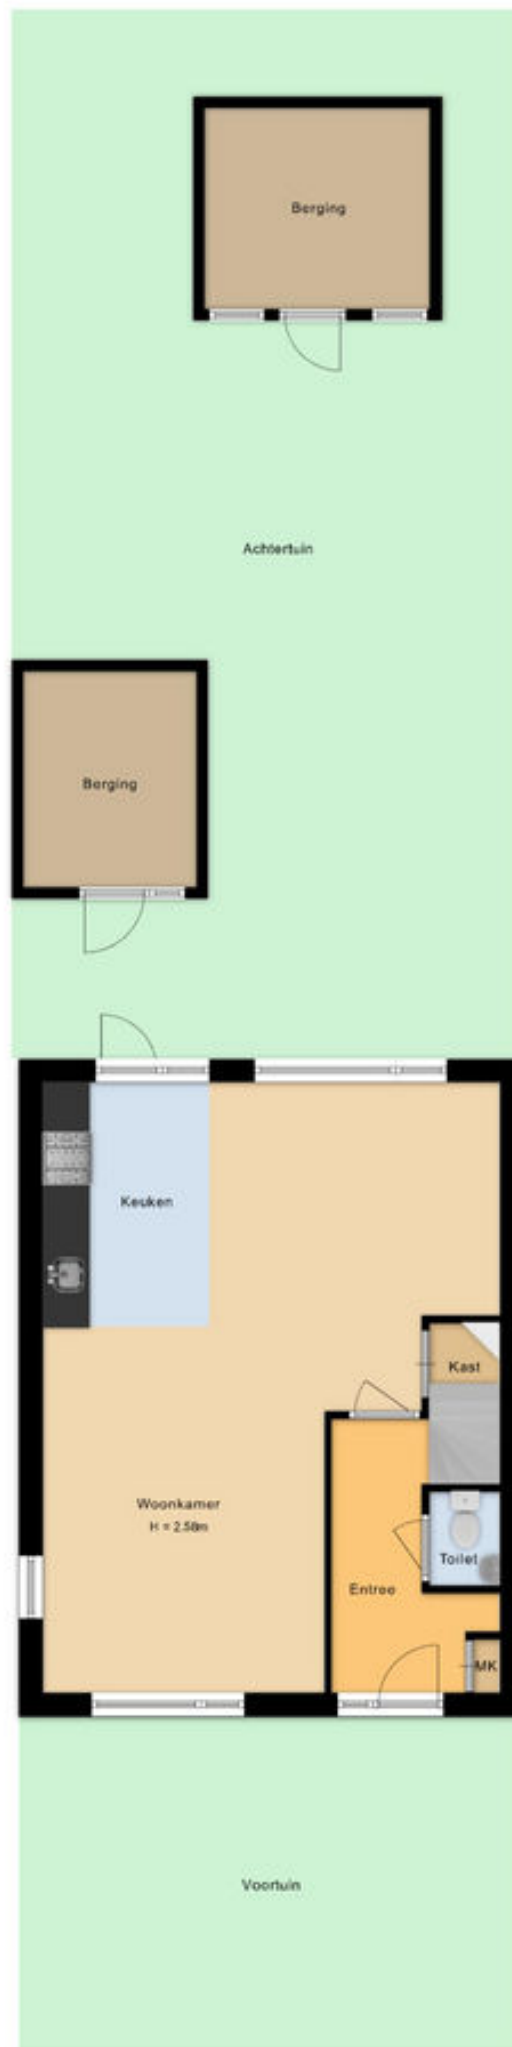 Berging
Achtertuin
Berging
Keuken
Kast
Woonkamer
H = 2.58m
Toilet
Entree
MK
Voortuin